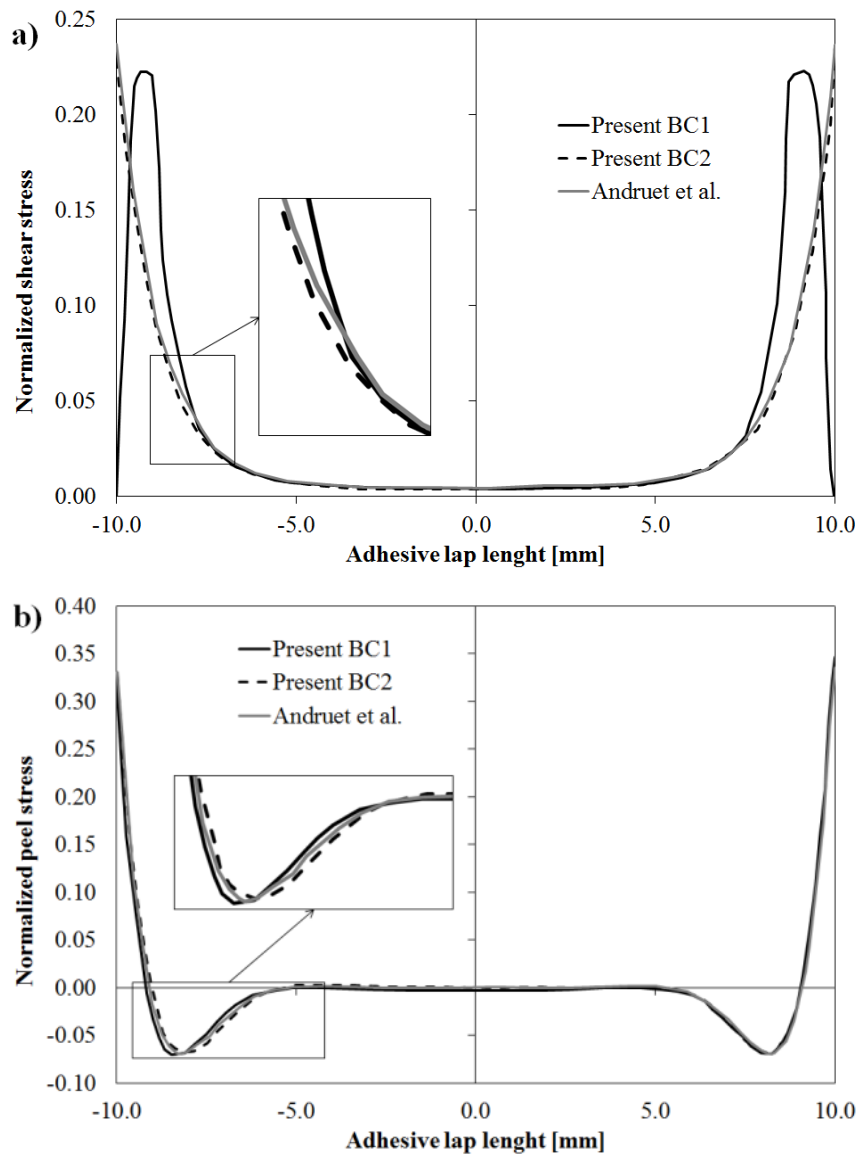 a)
0.25
0.20
0.15
0.10
0.05
0.00
Normalized shear stress
Present BC1
Present BC2
Andruet et al.
-10.0 -5.0 0.0 5.0 10.0
Adhesive lap lenght [mm]
b)
0.40
0.35
0.30
0.25
0.20
0.15
0.10
0.05
0.00
-0.05
-0.10
Normalized peel stress
Present BC1
Present BC2
Andruet et al.
-10.0 -5.0 0.0 5.0 10.0
Adhesive lap lenght [mm]